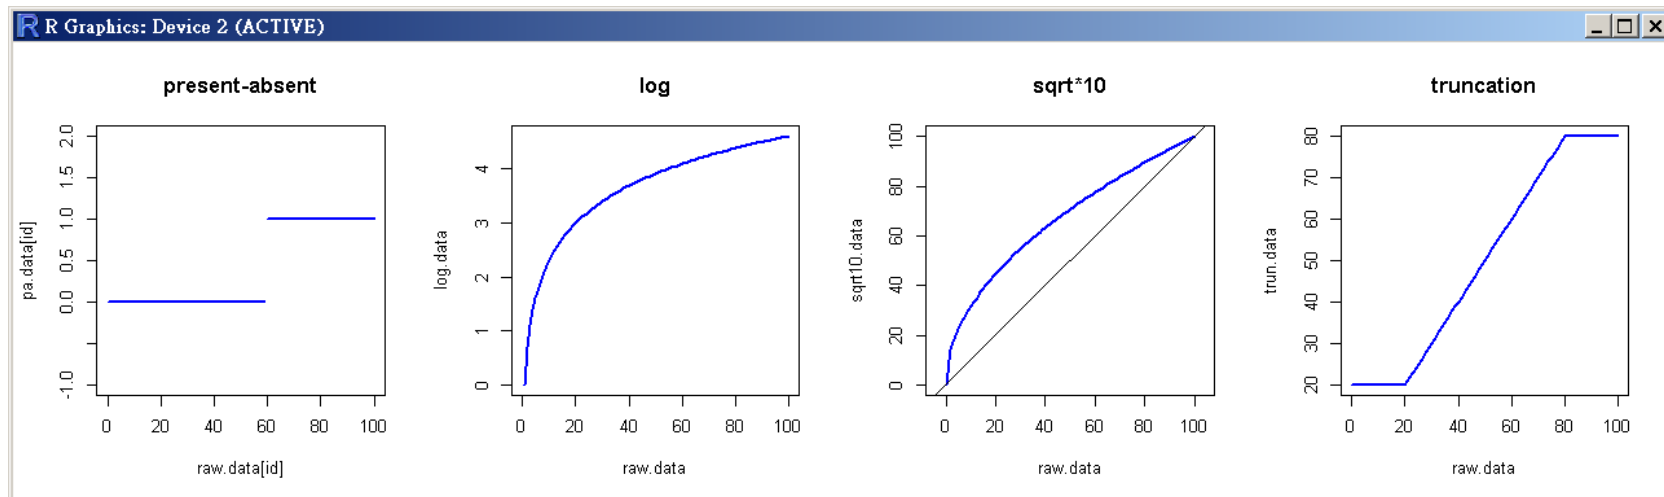 R Graphics: Device 2 (ACTIVE)
present-absent
pa.data[id]
2.0
1.5
1.0
0.5
0.0
-1.0
0 20 40 60 80 100
raw.data[id]
log
log.data
4
3
2
1
0
0 20 40 60 80 100
raw.data
sqrt*10
sqrt10.data
100
80
60
40
20
0
0 20 40 60 80 100
raw.data
truncation
trun.data
80
70
60
50
40
30
20
0 20 40 60 80 100
raw.data